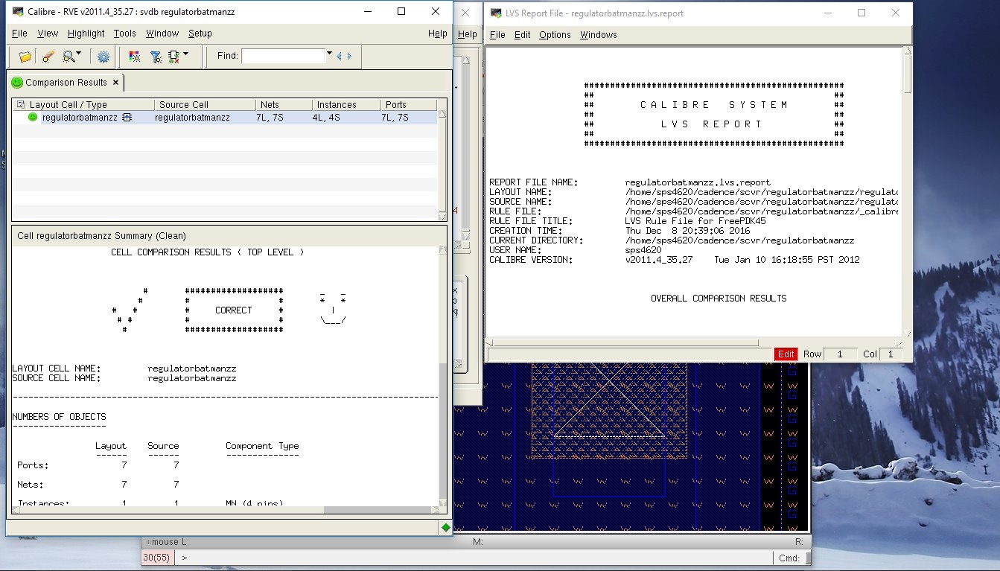 Calibre - RVE v2011.4_35.27 : svdb regulatorbatmanzz
File View Highlight Tools Window Setup Help
Find:
Comparison Results ×
Layout Cell / Type Source Cell Nets Instances Ports
regulatorbatmanzz regulatorbatmanzz 7L, 7S 4L, 4S 7L, 7S
Cell regulatorbatmanzz Summary (Clean)
CELL COMPARISON RESULTS ( TOP LEVEL )
CORRECT
LAYOUT CELL NAME: regulatorbatmanzz
SOURCE CELL NAME: regulatorbatmanzz
NUMBERS OF OBJECTS
Layout Source Component Type
Ports: 7 7
Nets: 7 7
Instances: 1 1 MN (4 pins)
Help
LVS Report File - regulatorbatmanzz.lvs.report
File Edit Options Windows
CALIBRE SYSTEM
LVS REPORT
REPORT FILE NAME: regulatorbatmanzz.lvs.report
LAYOUT NAME: /home/sps4620/cadence/scvr/regulatorbatmanzz/regulato
SOURCE NAME: /home/sps4620/cadence/scvr/regulatorbatmanzz/regulato
RULE FILE: /home/sps4620/cadence/scvr/regulatorbatmanzz/_calibre
RULE FILE TITLE: LVS Rule File for FreePDK45
CREATION TIME: Thu Dec 8 20:39:06 2016
CURRENT DIRECTORY: /home/sps4620/cadence/scvr/regulatorbatmanzz
USER NAME: sps4620
CALIBRE VERSION: v2011.4_35.27 Tue Jan 10 16:18:55 PST 2012
OVERALL COMPARISON RESULTS
Edit Row 1 Col 1
mouse L: M: R:
30(55) > Cmd: